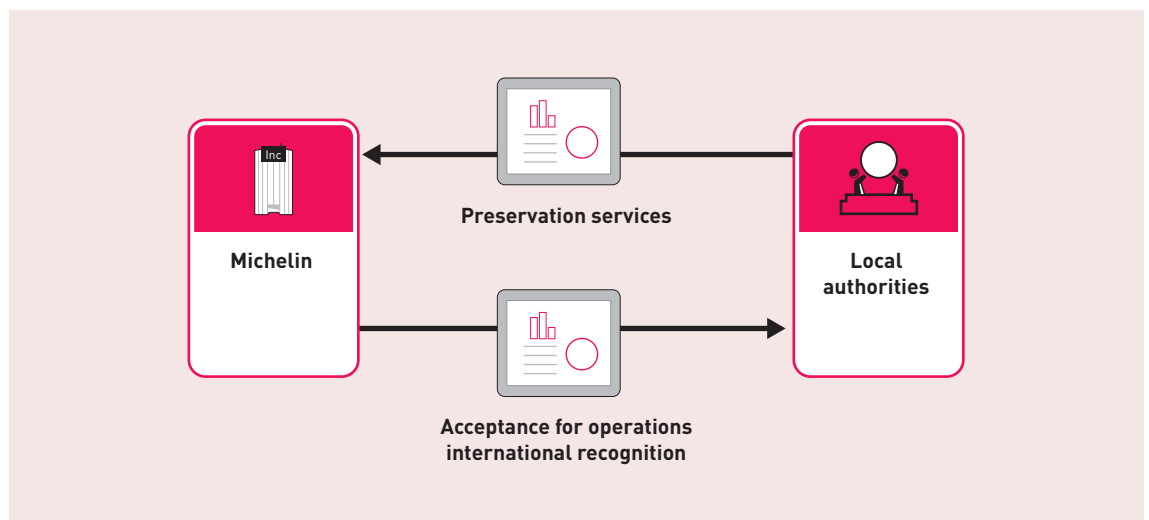 Inc
Preservation services
Michelin
Local
authorities
Acceptance for operations
international recognition